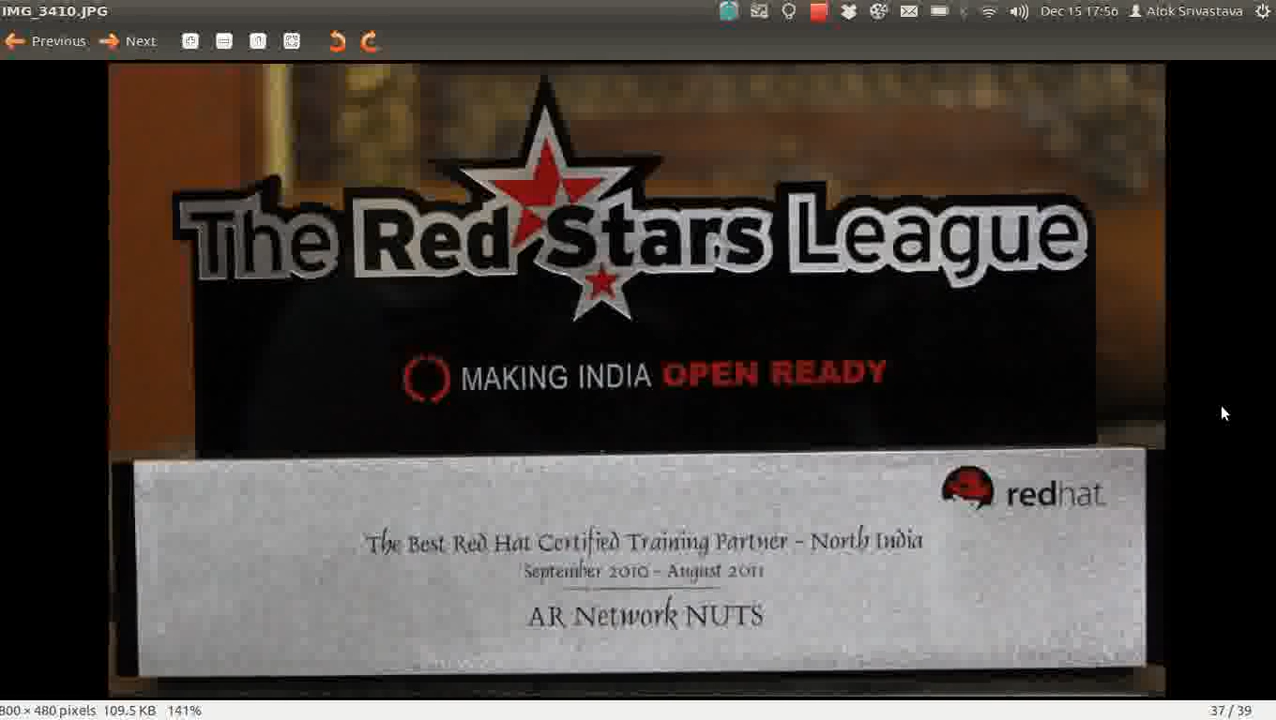 IMG_3410.JPG
Dec 15 17:56 Alok Srivastava
Previous Next
The Red Stars League
MAKING INDIA OPEN READY
redhat.
The Best Red Hat Certified Training Partner - North India
September 2010 - August 2011
AR Network NUTS
800 × 480 pixels 109.5 KB 141%
37 / 39